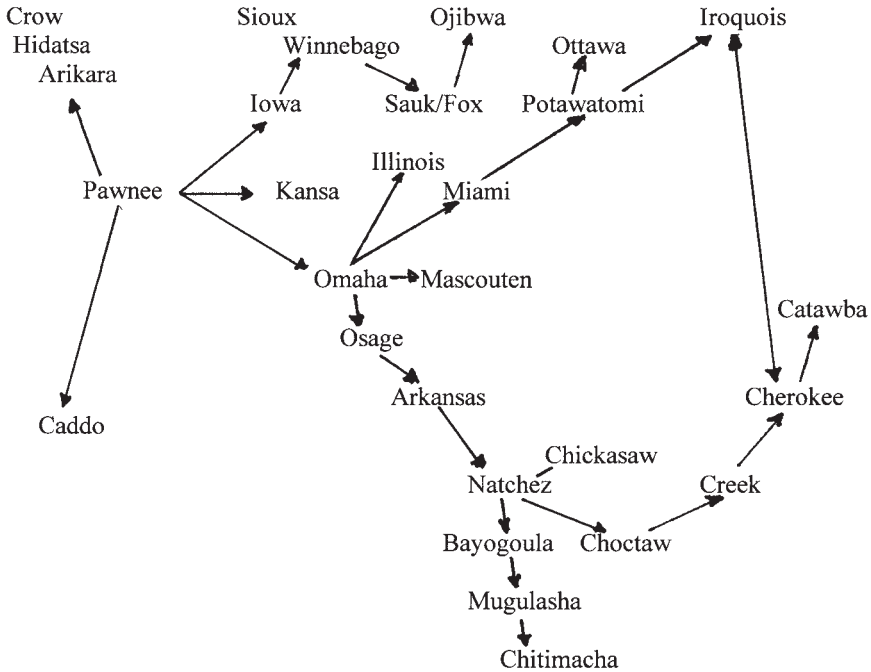 Crow
Sioux
Ojibwa
Iroquois
Hidatsa
Winnebago
Ottawa
Arikara
Iowa
Sauk/Fox
Potawatomi
Illinois
Pawnee
Kansa
Miami
Omaha
Mascouten
Catawba
Osage
Arkansas
Cherokee
Caddo
Chickasaw
Natchez
Creek
Bayogoula
Choctaw
Mugulasha
Chitimacha